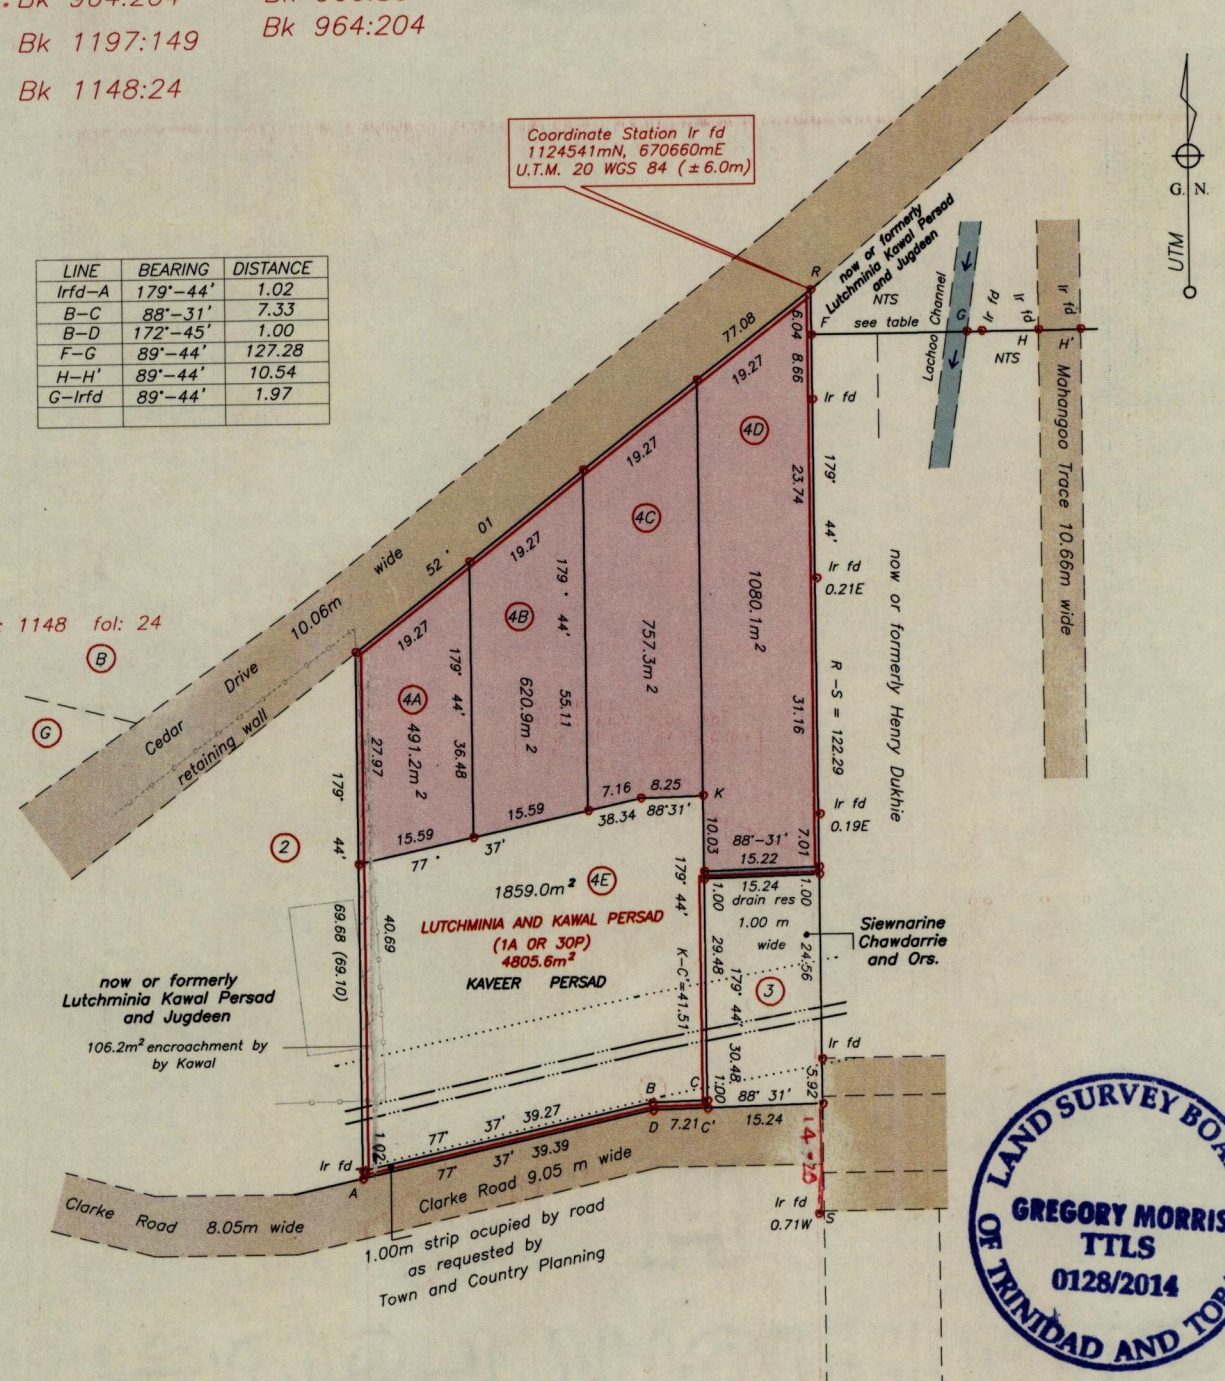 Bk 1197:149
Bk 964:204
Bk 1148:24
Coordinate Station Ir fd
1124541mN, 670660mE
U.T.M. 20 WGS 84 (±6.0m)
G. N.
UTM
LINE BEARING DISTANCE
Irfd-A 179°-44' 1.02
B-C 88°-31' 7.33
B-D 172°-45' 1.00
F-G 89°-44' 127.28
H-H' 89°-44' 10.54
G-Irfd 89°-44' 1.97
now or formerly
Lutchminia Kawal Persad
and Jugdeen
R
NTS
F see table
Lachoo Channel
G
Ir fd
Ir fd
H
NTS
Ir fd
H'
Mahangoo Trace 10.66m wide
77.08
19.27
6.04
8.66
Ir fd
4D
23.74
179° 44'
Ir fd
0.21E
1080.1m²
31.16
R-S = 122.29
now or formerly Henry Dukhie
Ir fd
0.19E
7.01
19.27
4C
757.3m²
19.27
4B
179° 44' 55.11
620.9m²
52° 01
wide
10.06m
Drive
Cedar
retaining wall
: 1148 fol: 24
B
G
19.27
4A
491.2m²
179° 44' 36.48
27.97
179° 44'
2
15.59
77° 37'
15.59
7.16
8.25
38.34
88°31'
K
10.03
88°-31'
15.22
15.24
drain res
1.00 m
wide
1.00
1.00
179° 44'
K-C'=41.51
29.48
24.56
3
179° 44' 30.48
Siewnarine
Chawdarrie
and Ors.
1859.0m² 4E
LUTCHMINIA AND KAWAL PERSAD
(1A OR 30P)
4805.6m²
KAVEER PERSAD
69.68 (69.10)
40.69
now or formerly
Lutchminia Kawal Persad
and Jugdeen
106.2m² encroachment by
by Kawal
Ir fd
5.92
B
C
1.00
88° 31'
15.24
D 7.21 C'
77° 37' 39.27
77° 37' 39.39
1.02
Ir fd
A
Clarke Road 9.05 m wide
Clarke Road 8.05m wide
1.00m strip ocupied by road
as requested by
Town and Country Planning
Ir fd
0.71W
S
LAND SURVEY BOA
GREGORY MORRIS
TTLS
0128/2014
OF TRINIDAD AND TOB